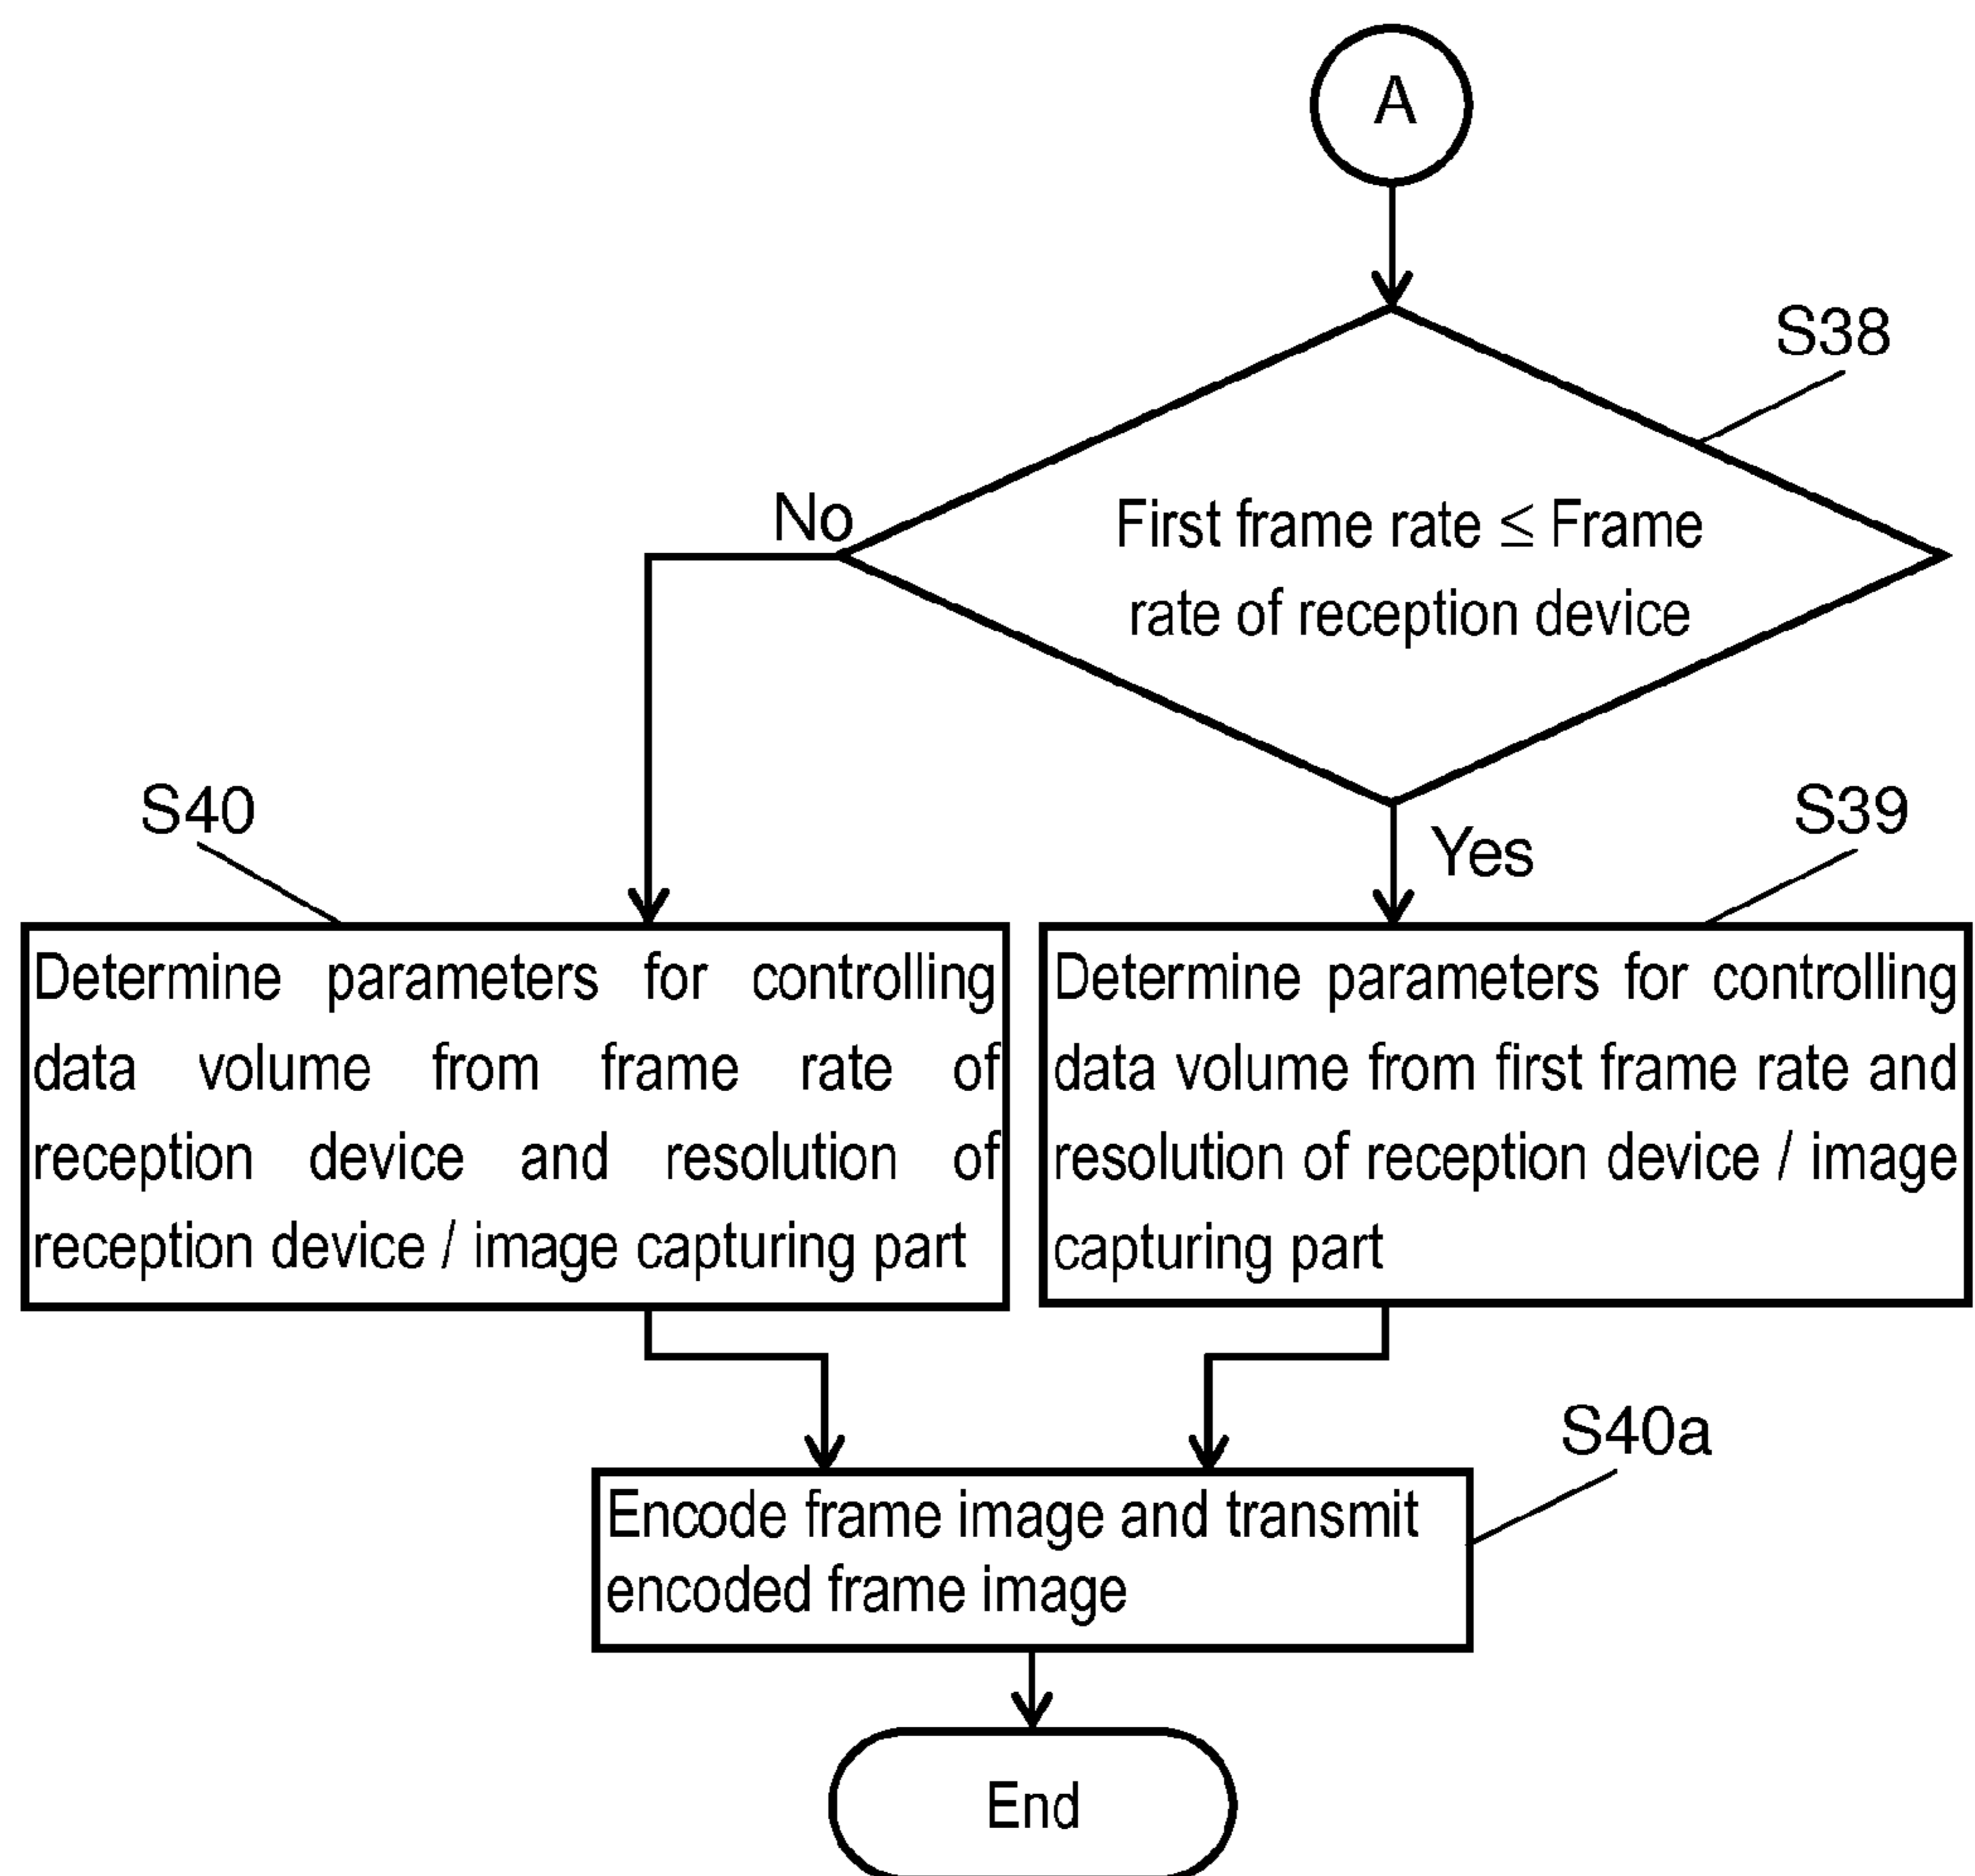 A
S38
No
First frame rate ≤ Frame
rate of reception device
S40
S39
Yes
Determine parameters for controlling
data volume from frame rate of
reception device and resolution of
reception device / image capturing part
Determine parameters for controlling
data volume from first frame rate and
resolution of reception device / image
capturing part
S40a
Encode frame image and transmit
encoded frame image
End